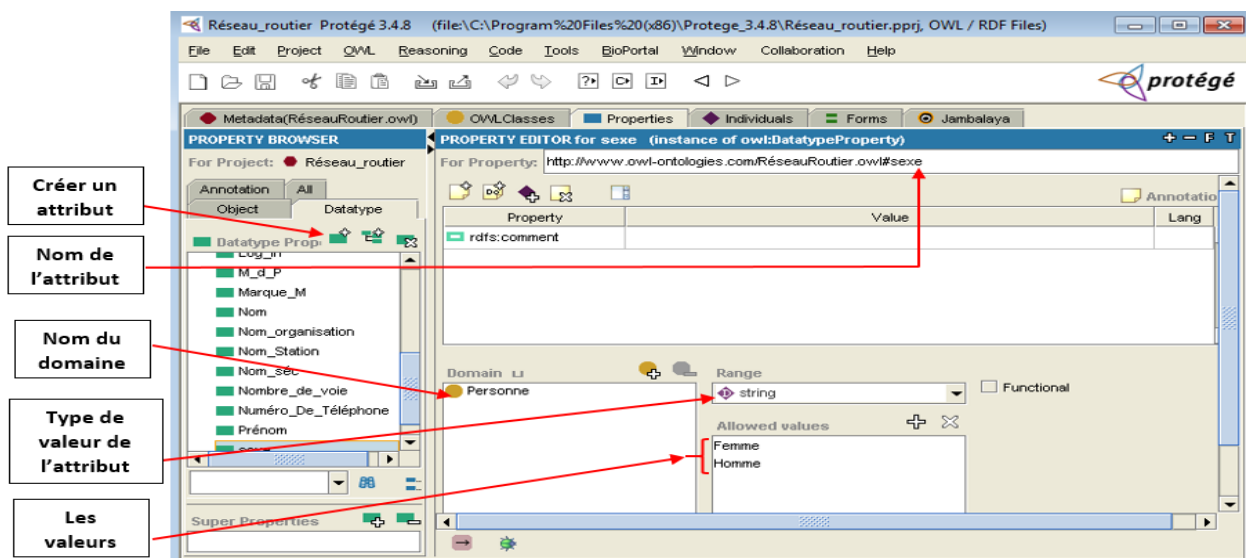 Réseau_routier Protégé 3.4.8 (file:\C:\Program%20Files%20(x86)\Protege_3.4.8\Réseau_routier.pprj, OWL / RDF Files)
File Edit Project OWL Reasoning Code Tools BioPortal Window Collaboration Help
protégé
Metadata(RéseauRoutier.owl) OWLClasses Properties Individuals Forms Jambalaya
PROPERTY BROWSER
For Project: Réseau_routier
Annotation All
Object Datatype
Datatype Prop
Log_in
M_d_P
Marque_M
Nom
Nom_organisation
Nom_Station
Nom_séc
Nombre_de_voie
Numéro_De_Téléphone
Prénom
sexe
Super Properties
PROPERTY EDITOR for sexe (instance of owl:DatatypeProperty)
+ − F T
For Property: http://www.owl-ontologies.com/RéseauRoutier.owl#sexe
Annotatio
Property Value Lang
rdfs:comment
Domain ⊔
Personne
Range
string
Functional
Allowed values
Femme
Homme
Créer un
attribut
Nom de
l'attribut
Nom du
domaine
Type de
valeur de
l'attribut
Les
valeurs